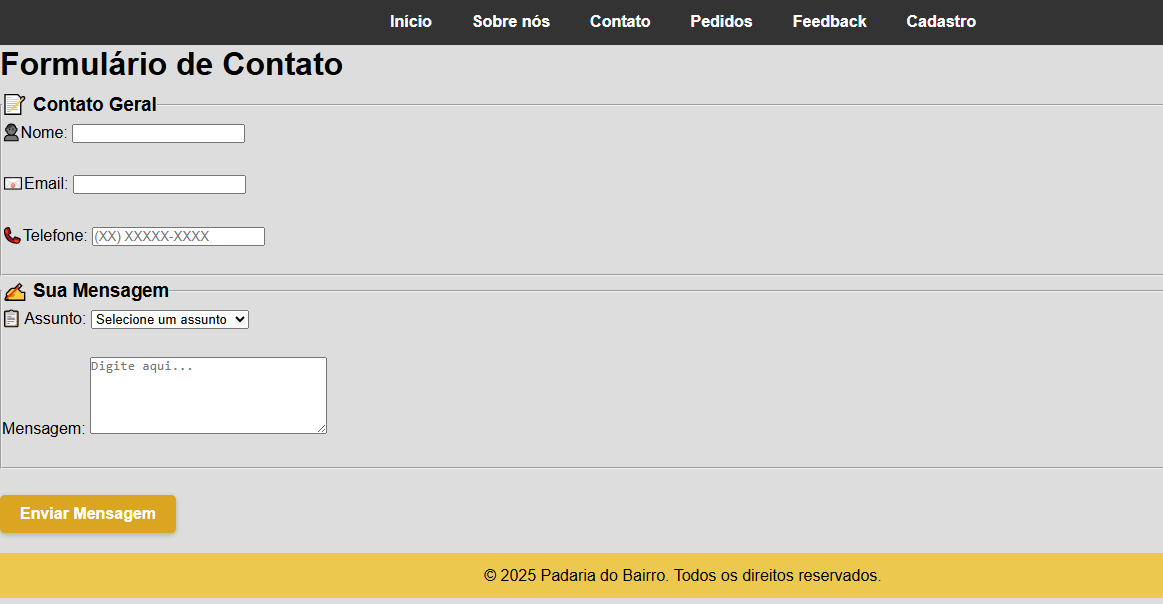 Início Sobre nós Contato Pedidos Feedback Cadastro
Formulário de Contato
Contato Geral
Nome:
Email:
Telefone: (XX) XXXXX-XXXX
Sua Mensagem
Assunto: Selecione um assunto
Digite aqui...
Mensagem:
Enviar Mensagem
© 2025 Padaria do Bairro. Todos os direitos reservados.